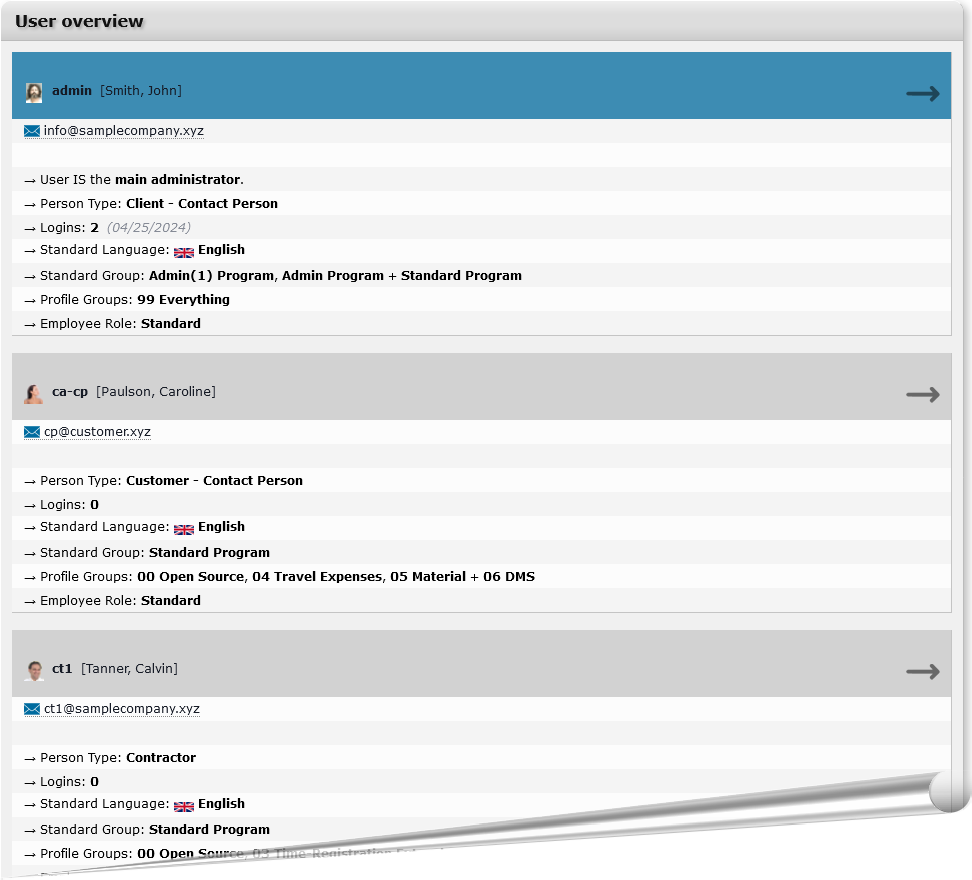 User overview
admin [Smith, John]
info@samplecompany.xyz
→ User IS the main administrator.
→ Person Type: Client - Contact Person
→ Logins: 2 (04/25/2024)
→ Standard Language: English
→ Standard Group: Admin(1) Program, Admin Program + Standard Program
→ Profile Groups: 99 Everything
→ Employee Role: Standard
ca-cp [Paulson, Caroline]
cp@customer.xyz
→ Person Type: Customer - Contact Person
→ Logins: 0
→ Standard Language: English
→ Standard Group: Standard Program
→ Profile Groups: 00 Open Source, 04 Travel Expenses, 05 Material + 06 DMS
→ Employee Role: Standard
ct1 [Tanner, Calvin]
ct1@samplecompany.xyz
→ Person Type: Contractor
→ Logins: 0
→ Standard Language: English
→ Standard Group: Standard Program
→ Profile Groups: 00 Open Source, 03 Time-Registration